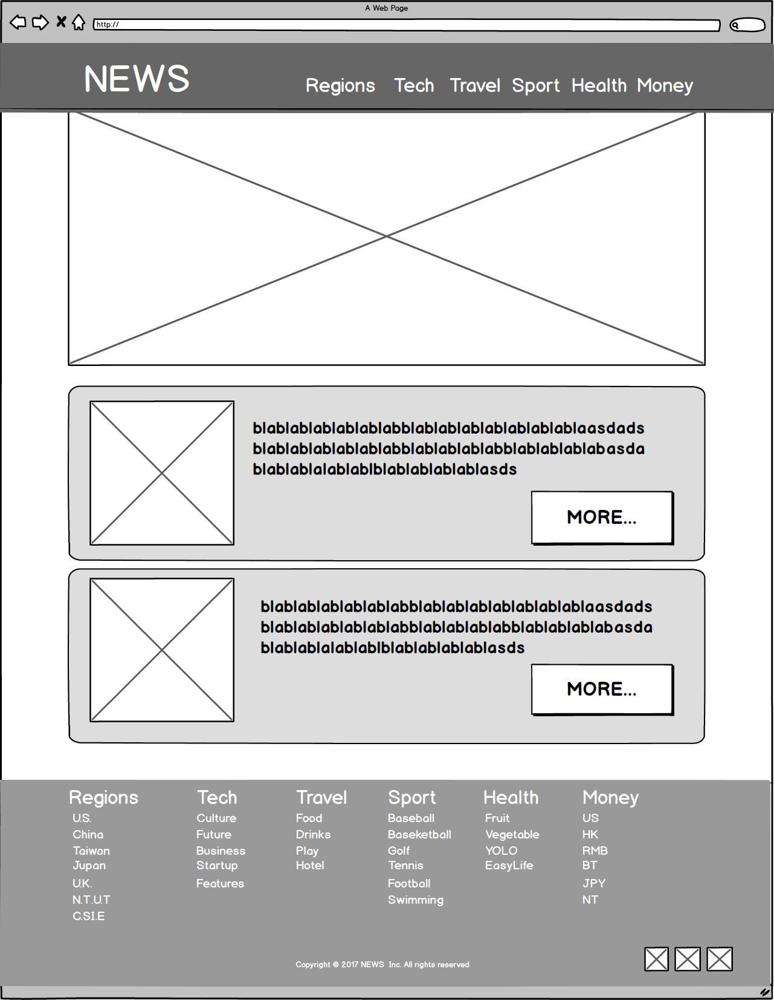 A Web Page
http://
NEWS
Regions Tech Travel Sport Health Money
blablablablablablabblablablablablablablablaasdads
blablablablablablabblablablablabblablablablabasda
blablablalablablblablablablablasds
MORE...
blablablablablablabblablablablablablablablaasdads
blablablablablablabblablablablabblablablablabasda
blablablalablablblablablablablasds
MORE...
Regions Tech Travel Sport Health Money
U.S. Culture Food Baseball Fruit US
China Future Drinks Baseketball Vegetable HK
Taiwan Business Play Golf YOLO RMB
Jupan Startup Hotel Tennis EasyLife BT
U.K. Features Football JPY
N.T.U.T Swimming NT
C.S.I.E
Copyright © 2017 NEWS Inc. All rights reserved